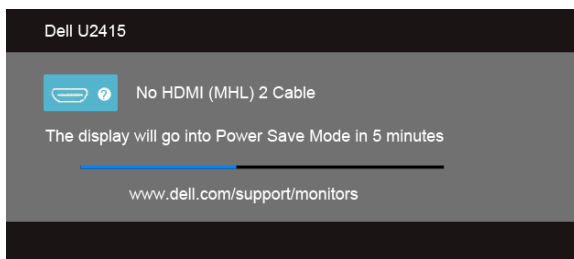 Dell U2415
No HDMI (MHL) 2 Cable
The display will go into Power Save Mode in 5 minutes
www.dell.com/support/monitors